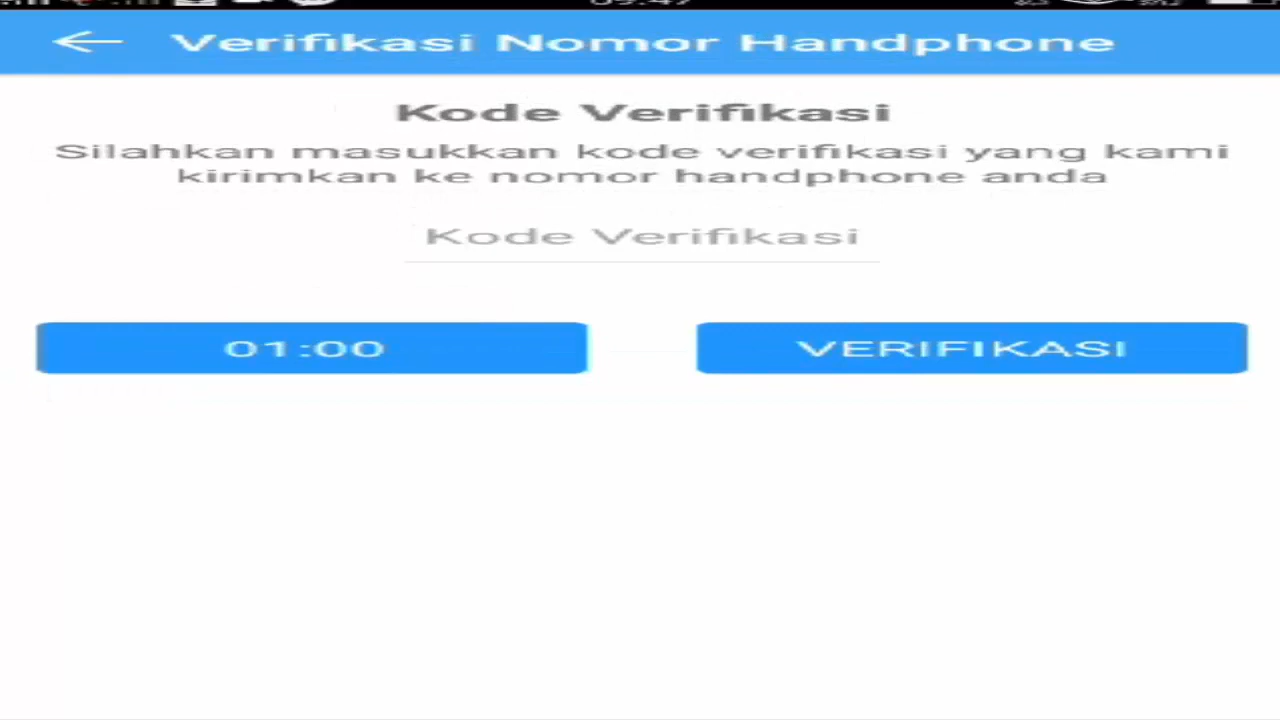 Verifikasi Nomor Handphone
Kode Verifikasi
Silahkan masukkan kode verifikasi yang kami
kirimkan ke nomor handphone anda
Kode Verifikasi
01:00
VERIFIKASI